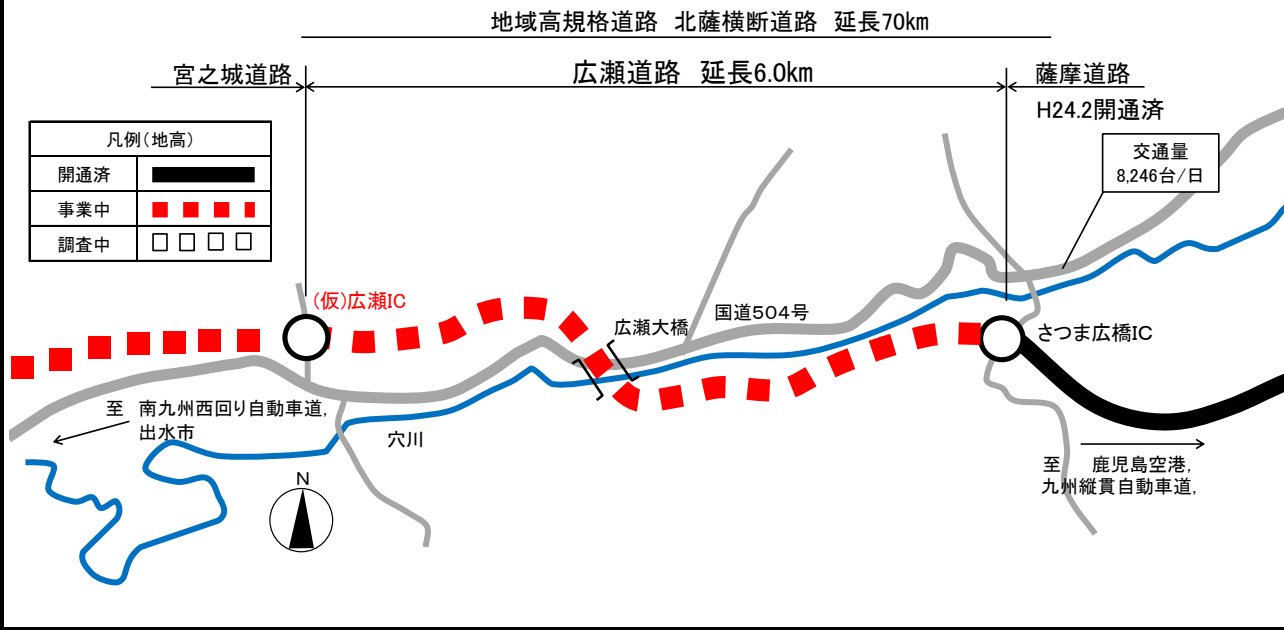 地域高規格道路 北薩横断道路 延長70km
宮之城道路
広瀬道路 延長6.0km
薩摩道路
H24.2開通済
凡例(地高)
開通済
事業中
調査中
交通量
8,246台/日
(仮)広瀬IC
広瀬大橋
国道504号
さつま広橋IC
至 南九州西回り自動車道,
出水市
穴川
N
至 鹿児島空港,
九州縦貫自動車道,